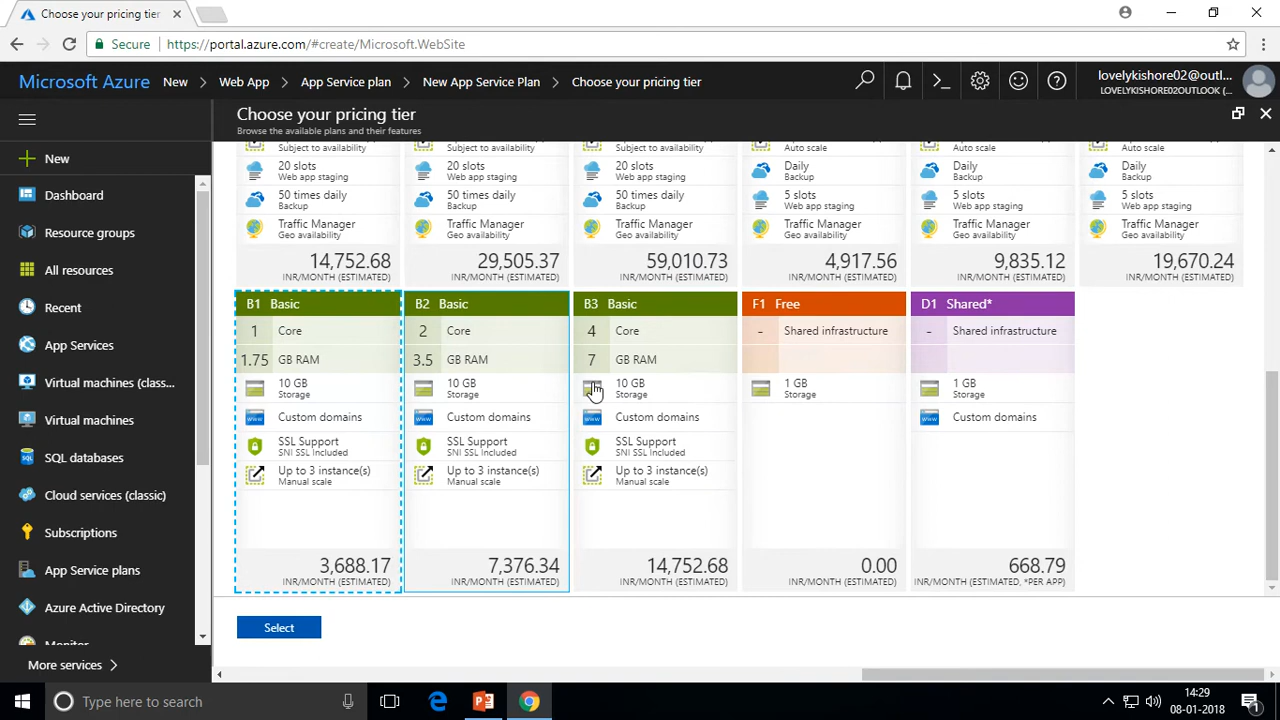 Choose your pricing tier
Secure
https://portal.azure.com/#create/Microsoft.WebSite
Microsoft Azure
New
Web App
App Service plan
New App Service Plan
Choose your pricing tier
lovelykishore02@outl...
LOVELYKISHORE02OUTLOOK (...
Choose your pricing tier
Browse the available plans and their features
New
Dashboard
Resource groups
All resources
Recent
App Services
Virtual machines (class...
Virtual machines
SQL databases
Cloud services (classic)
Subscriptions
App Service plans
Azure Active Directory
Monitor
More services
Subject to availability
20 slots
Web app staging
50 times daily
Backup
Traffic Manager
Geo availability
14,752.68
INR/MONTH (ESTIMATED)
Subject to availability
20 slots
Web app staging
50 times daily
Backup
Traffic Manager
Geo availability
29,505.37
INR/MONTH (ESTIMATED)
Subject to availability
20 slots
Web app staging
50 times daily
Backup
Traffic Manager
Geo availability
59,010.73
INR/MONTH (ESTIMATED)
Auto scale
Daily
Backup
5 slots
Web app staging
Traffic Manager
Geo availability
4,917.56
INR/MONTH (ESTIMATED)
Auto scale
Daily
Backup
5 slots
Web app staging
Traffic Manager
Geo availability
9,835.12
INR/MONTH (ESTIMATED)
Auto scale
Daily
Backup
5 slots
Web app staging
Traffic Manager
Geo availability
19,670.24
INR/MONTH (ESTIMATED)
B1 Basic
1 Core
1.75 GB RAM
10 GB
Storage
Custom domains
SSL Support
SNI SSL Included
Up to 3 instance(s)
Manual scale
3,688.17
INR/MONTH (ESTIMATED)
B2 Basic
2 Core
3.5 GB RAM
10 GB
Storage
Custom domains
SSL Support
SNI SSL Included
Up to 3 instance(s)
Manual scale
7,376.34
INR/MONTH (ESTIMATED)
B3 Basic
4 Core
7 GB RAM
10 GB
Storage
Custom domains
SSL Support
SNI SSL Included
Up to 3 instance(s)
Manual scale
14,752.68
INR/MONTH (ESTIMATED)
F1 Free
- Shared infrastructure
1 GB
Storage
0.00
INR/MONTH (ESTIMATED)
D1 Shared*
- Shared infrastructure
1 GB
Storage
Custom domains
668.79
INR/MONTH (ESTIMATED. *PER APP)
Select
Type here to search
14:29
08-01-2018